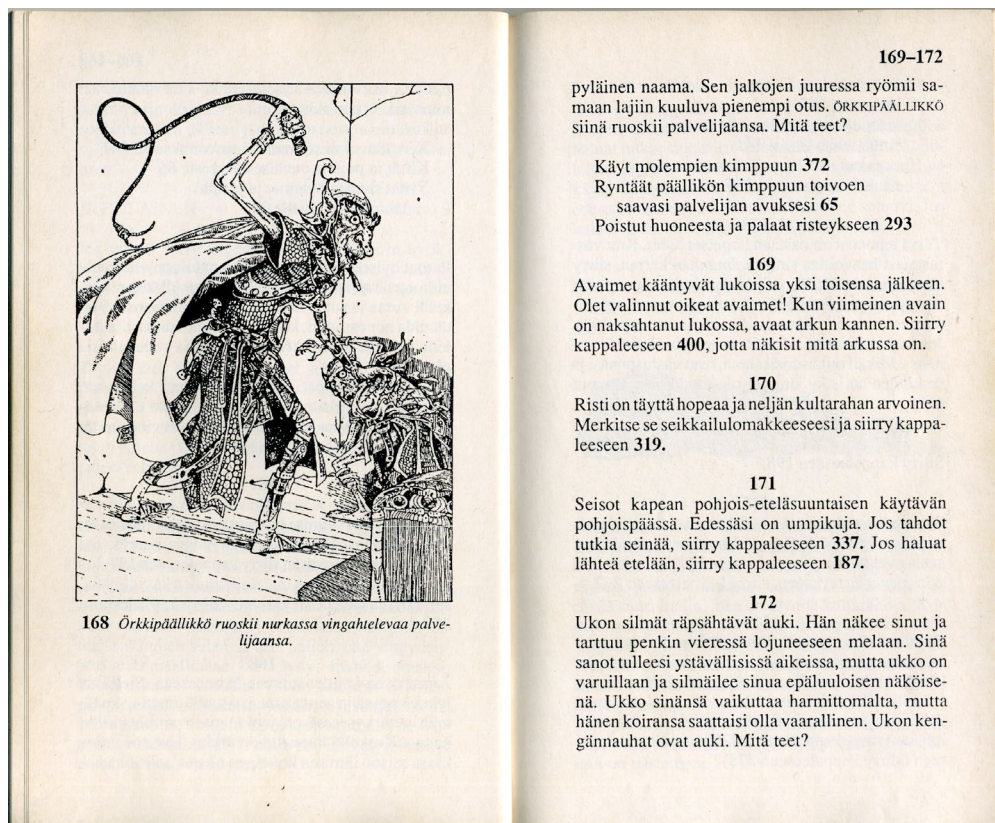 168 Örkkipäällikkö ruoskii nurkassa vingahtelevaa palve-
lijaansa.
169–172
pyläinen naama. Sen jalkojen juuressa ryömii sa-
maan lajiin kuuluva pienempi otus. ÖRKKIPÄÄLLIKKÖ
siinä ruoskii palvelijaansa. Mitä teet?
Käyt molempien kimppuun 372
Ryntäät päällikön kimppuun toivoen
saavasi palvelijan avuksesi 65
Poistut huoneesta ja palaat risteykseen 293
169
Avaimet kääntyvät lukoissa yksi toisensa jälkeen.
Olet valinnut oikeat avaimet! Kun viimeinen avain
on naksahtanut lukossa, avaat arkun kannen. Siirry
kappaleeseen 400, jotta näkisit mitä arkussa on.
170
Risti on täyttä hopeaa ja neljän kultarahan arvoinen.
Merkitse se seikkailulomakkeeseesi ja siirry kappa-
leeseen 319.
171
Seisot kapean pohjois-eteläsuuntaisen käytävän
pohjoispäässä. Edessäsi on umpikuja. Jos tahdot
tutkia seinää, siirry kappaleeseen 337. Jos haluat
lähteä etelään, siirry kappaleeseen 187.
172
Ukon silmät räpsähtävät auki. Hän näkee sinut ja
tarttuu penkin vieressä lojuneeseen melaan. Sinä
sanot tulleesi ystävällisissä aikeissa, mutta ukko on
varuillaan ja silmäilee sinua epäluuloisen näköise-
nä. Ukko sinänsä vaikuttaa harmittomalta, mutta
hänen koiransa saattaisi olla vaarallinen. Ukon ken-
gännauhat ovat auki. Mitä teet?